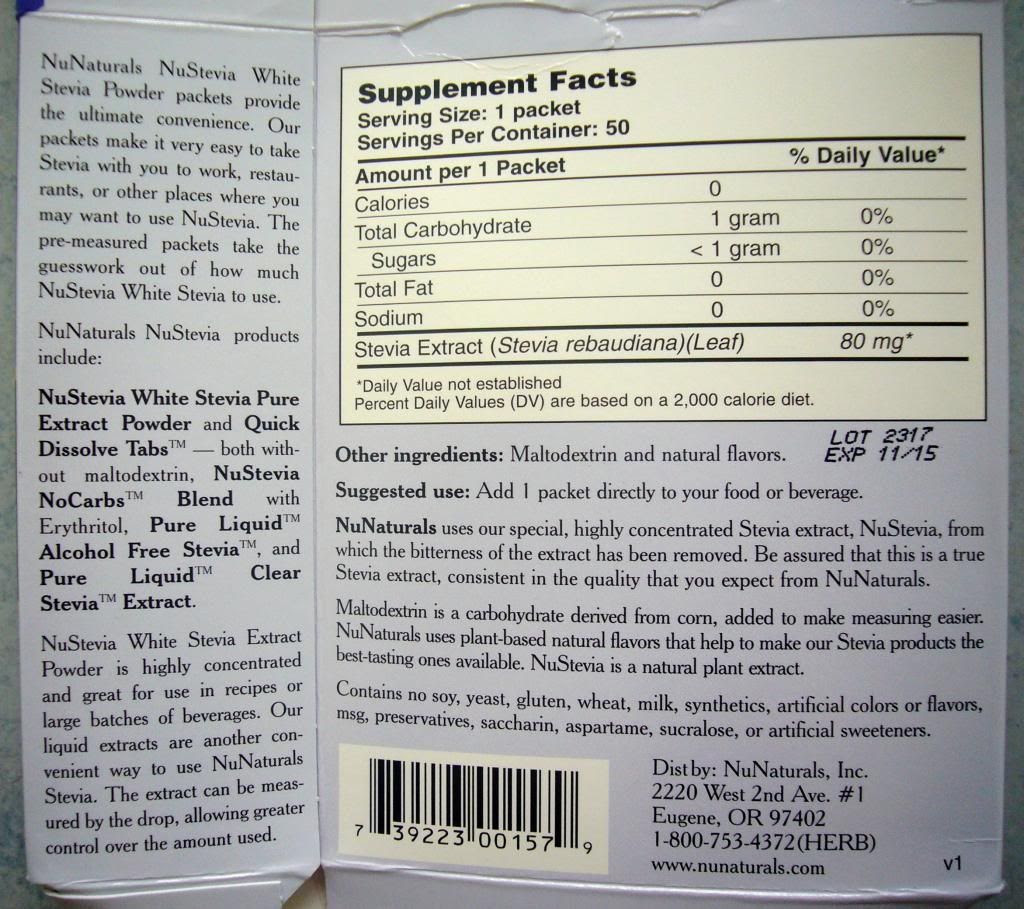 NuNaturals NuStevia White
Stevia Powder packets provide
the ultimate convenience. Our
packets make it very easy to take
Stevia with you to work, restau-
rants, or other places where you
may want to use NuStevia. The
pre-measured packets take the
guesswork out of how much
NuStevia White Stevia to use.
NuNaturals NuStevia products
include:
NuStevia White Stevia Pure
Extract Powder and Quick
Dissolve Tabs™ — both with-
out maltodextrin, NuStevia
NoCarbs™ Blend with
Erythritol, Pure Liquid™
Alcohol Free Stevia™, and
Pure Liquid™ Clear
Stevia™ Extract.
NuStevia White Stevia Extract
Powder is highly concentrated
and great for use in recipes or
large batches of beverages. Our
liquid extracts are another con-
venient way to use NuNaturals
Stevia. The extract can be meas-
ured by the drop, allowing greater
control over the amount used.
Supplement Facts
Serving Size: 1 packet
Servings Per Container: 50
Amount per 1 Packet % Daily Value*
Calories 0
Total Carbohydrate 1 gram 0%
Sugars < 1 gram 0%
Total Fat 0 0%
Sodium 0 0%
Stevia Extract (Stevia rebaudiana)(Leaf) 80 mg*
*Daily Value not established
Percent Daily Values (DV) are based on a 2,000 calorie diet.
LOT 2317
EXP 11/15
Other ingredients: Maltodextrin and natural flavors.
Suggested use: Add 1 packet directly to your food or beverage.
NuNaturals uses our special, highly concentrated Stevia extract, NuStevia, from
which the bitterness of the extract has been removed. Be assured that this is a true
Stevia extract, consistent in the quality that you expect from NuNaturals.
Maltodextrin is a carbohydrate derived from corn, added to make measuring easier.
NuNaturals uses plant-based natural flavors that help to make our Stevia products the
best-tasting ones available. NuStevia is a natural plant extract.
Contains no soy, yeast, gluten, wheat, milk, synthetics, artificial colors or flavors,
msg, preservatives, saccharin, aspartame, sucralose, or artificial sweeteners.
7 39223 00157 9
Dist by: NuNaturals, Inc.
2220 West 2nd Ave. #1
Eugene, OR 97402
1-800-753-4372(HERB)
www.nunaturals.com
v1